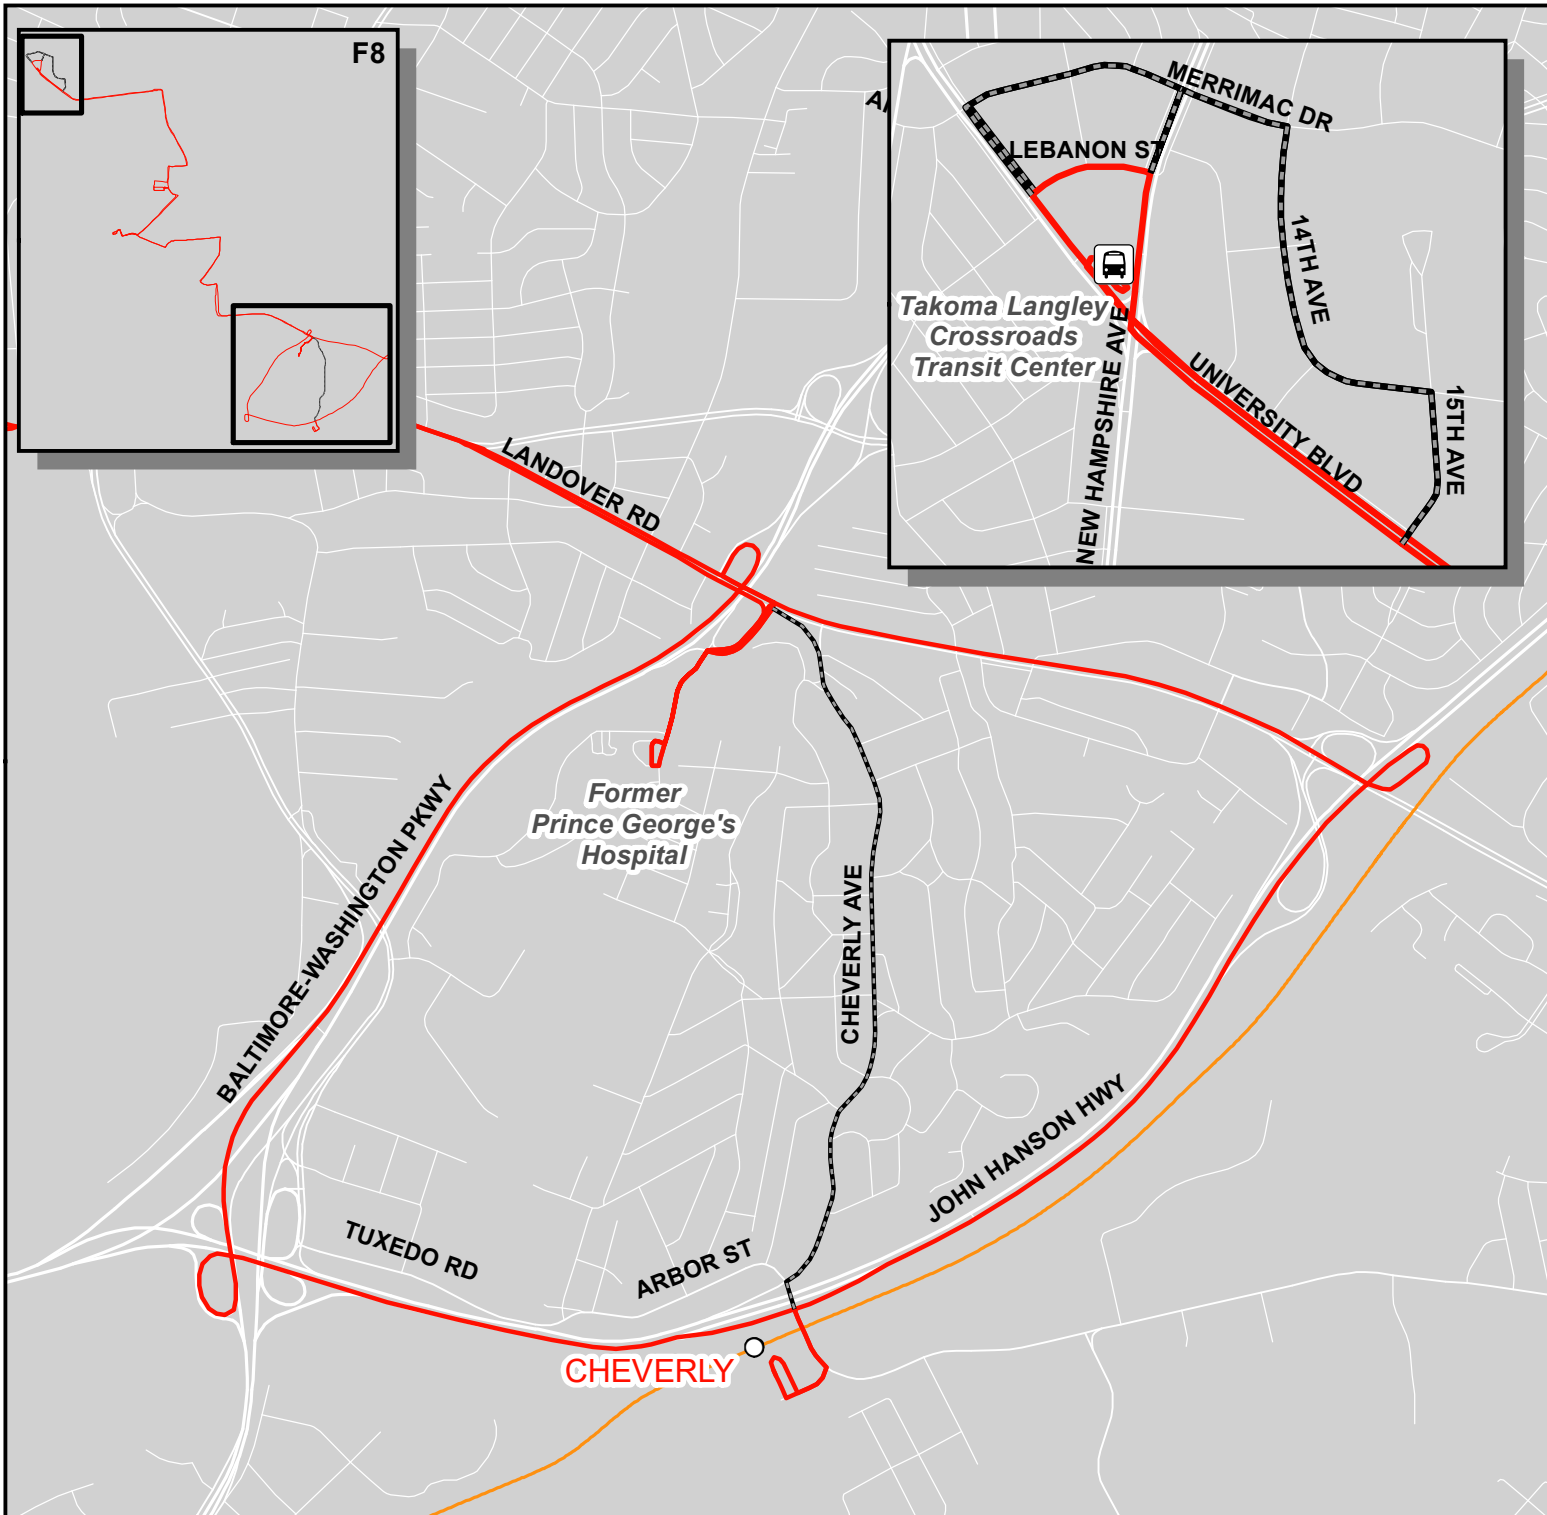 F8
MERRIMAC DR
LEBANON ST
14TH AVE
Takoma Langley
Crossroads
Transit Center
NEW HAMPSHIRE AVE
UNIVERSITY BLVD
15TH AVE
LANDOVER RD
Former
Prince George's
Hospital
BALTIMORE-WASHINGTON PKWY
CHEVERLY AVE
JOHN HANSON HWY
TUXEDO RD
ARBOR ST
CHEVERLY